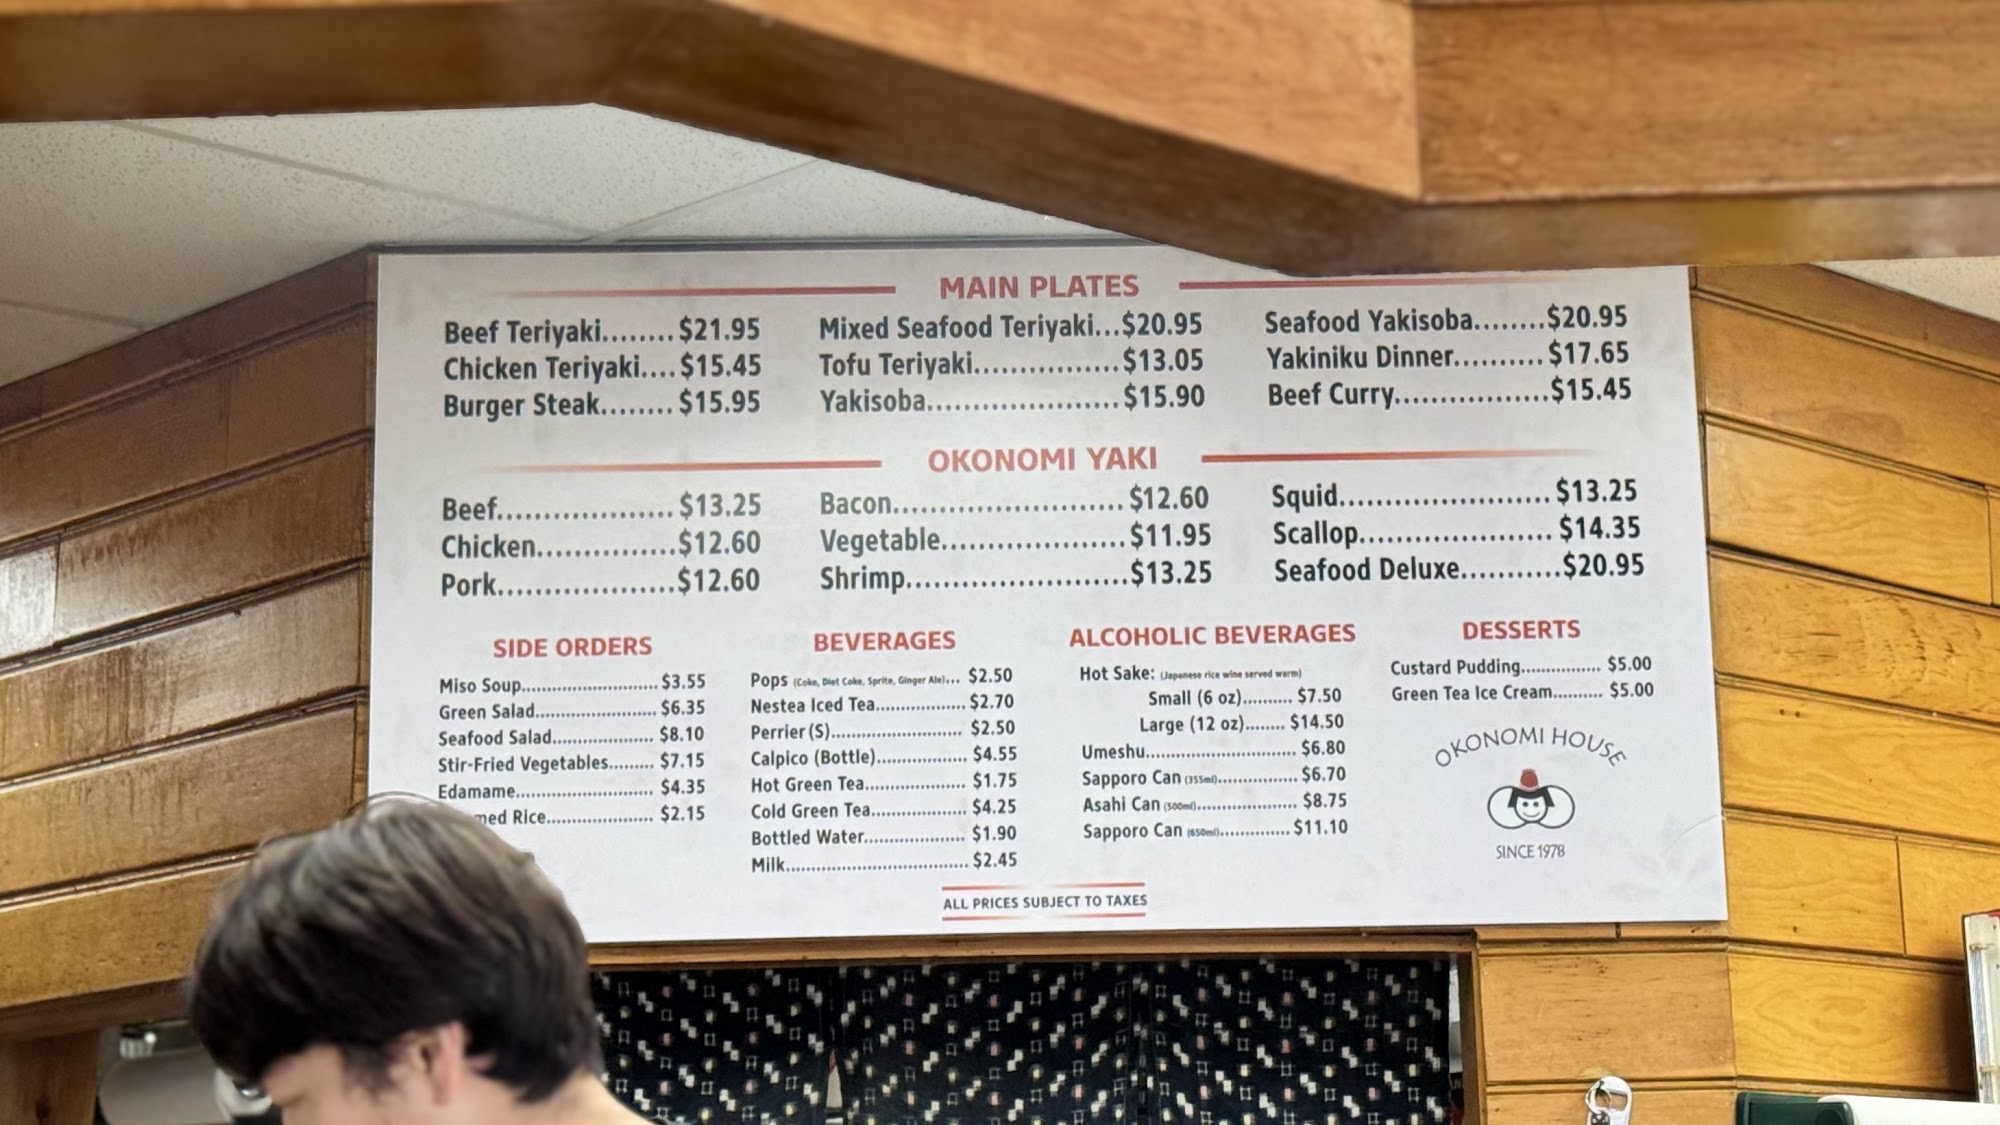 MAIN PLATES
Beef Teriyaki........$21.95
Chicken Teriyaki....$15.45
Burger Steak........$15.95
Mixed Seafood Teriyaki...$20.95
Tofu Teriyaki................$13.05
Yakisoba.....................$15.90
Seafood Yakisoba........$20.95
Yakiniku Dinner..........$17.65
Beef Curry.................$15.45
OKONOMI YAKI
Beef....................$13.25
Chicken...............$12.60
Pork....................$12.60
Bacon.........................$12.60
Vegetable....................$11.95
Shrimp........................$13.25
Squid.......................$13.25
Scallop.....................$14.35
Seafood Deluxe...........$20.95
SIDE ORDERS
Miso Soup............................$3.55
Green Salad.........................$6.35
Seafood Salad.....................$8.10
Stir-Fried Vegetables.........$7.15
Edamame............................$4.35
med Rice......................$2.15
BEVERAGES
Pops (Coke, Diet Coke, Sprite, Ginger Ale)...$2.50
Nestea Iced Tea..................$2.70
Perrier (S)...........................$2.50
Calpico (Bottle)..................$4.55
Hot Green Tea.....................$1.75
Cold Green Tea...................$4.25
Bottled Water.....................$1.90
Milk.....................................$2.45
ALCOHOLIC BEVERAGES
Hot Sake: (Japanese rice wine served warm)
Small (6 oz)..........$7.50
Large (12 oz)........$14.50
Umeshu..............................$6.80
Sapporo Can (355ml)................$6.70
Asahi Can (500ml)....................$8.75
Sapporo Can (650ml)..............$11.10
DESSERTS
Custard Pudding................$5.00
Green Tea Ice Cream..........$5.00
OKONOMI HOUSE
SINCE 1978
ALL PRICES SUBJECT TO TAXES